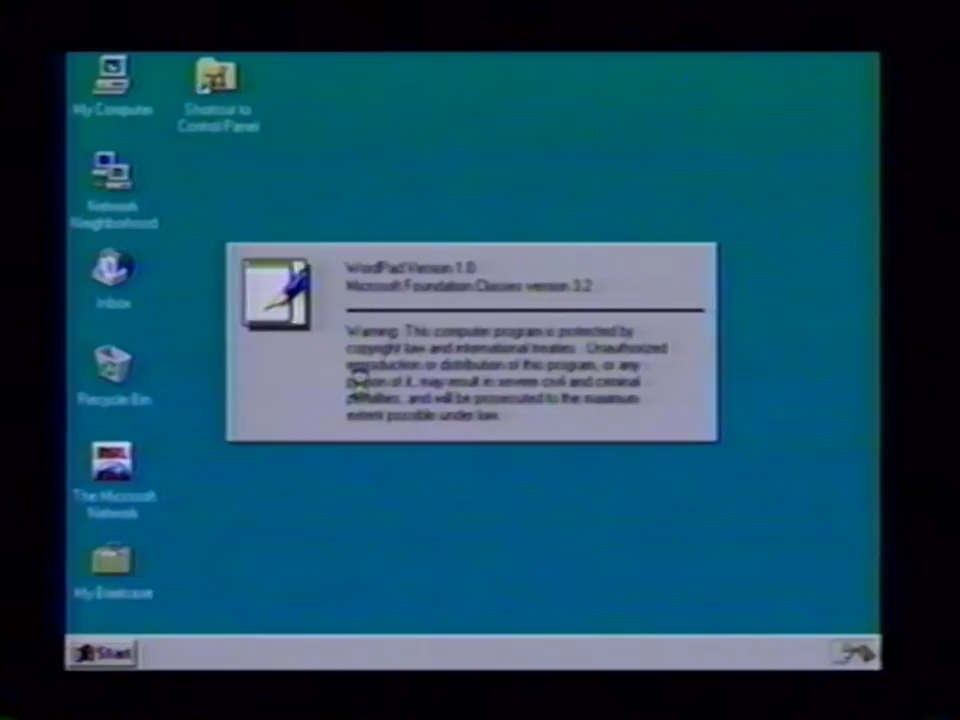 My Computer
Shortcut to
Control Panel
Network
Neighborhood
Inbox
Recycle Bin
The Microsoft
Network
My Briefcase
WordPad Version 1.0
Microsoft Foundation Classes version 3.2
Warning: This computer program is protected by
copyright law and international treaties. Unauthorized
reproduction or distribution of this program, or any
portion of it, may result in severe civil and criminal
penalties, and will be prosecuted to the maximum
extent possible under law.
Start